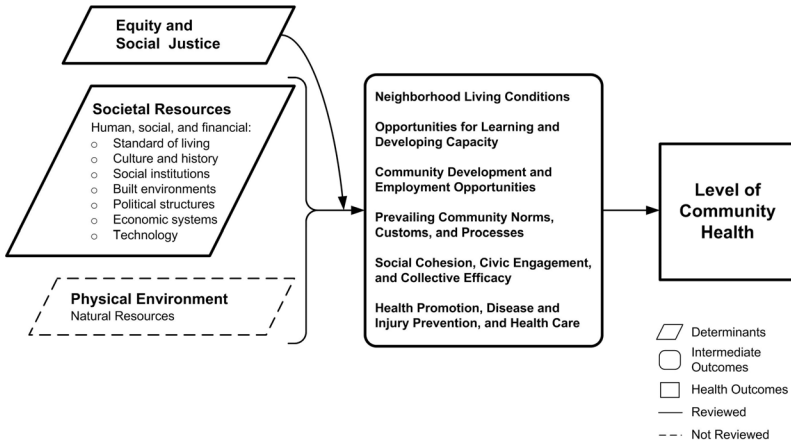 Equity and
Social Justice
Societal Resources
Human, social, and financial:
o Standard of living
o Culture and history
o Social institutions
o Built environments
o Political structures
o Economic systems
o Technology
Physical Environment
Natural Resources
Neighborhood Living Conditions
Opportunities for Learning and
Developing Capacity
Community Development and
Employment Opportunities
Prevailing Community Norms,
Customs, and Processes
Social Cohesion, Civic Engagement,
and Collective Efficacy
Health Promotion, Disease and
Injury Prevention, and Health Care
Level of
Community
Health
Determinants
Intermediate
Outcomes
Health Outcomes
Reviewed
Not Reviewed